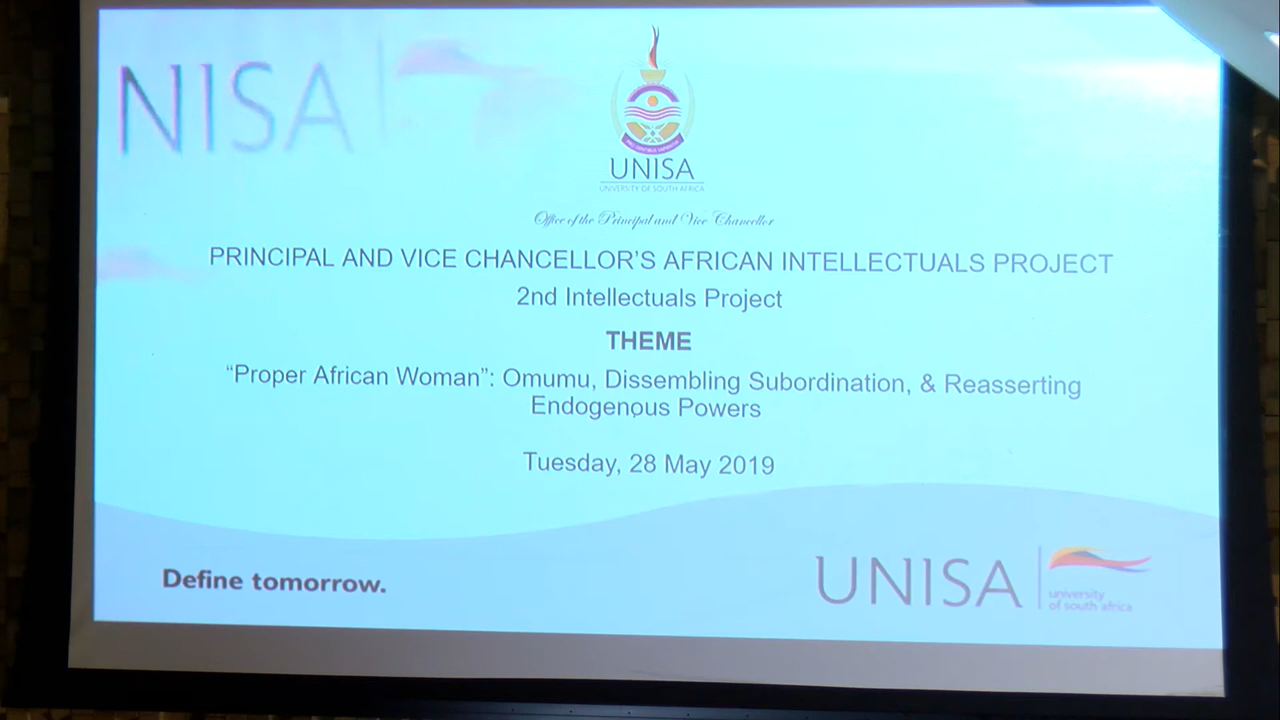 NISA
UNISA
UNIVERSITY OF SOUTH AFRICA
Office of the Principal and Vice Chancellor
PRINCIPAL AND VICE CHANCELLOR'S AFRICAN INTELLECTUALS PROJECT
2nd Intellectuals Project
THEME
“Proper African Woman”: Omumu, Dissembling Subordination, & Reasserting
Endogenous Powers
Tuesday, 28 May 2019
Define tomorrow.
UNISA
university
of south africa